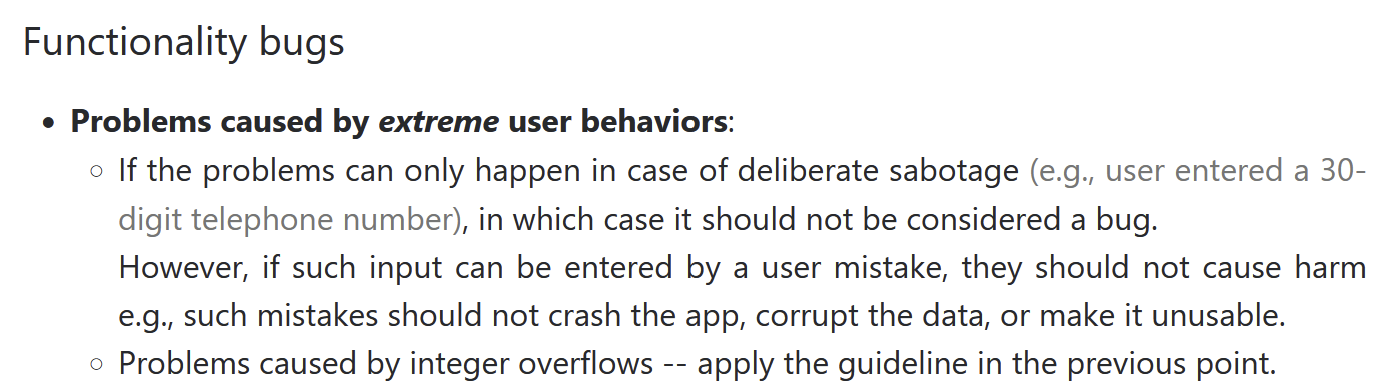 Functionality bugs
• Problems caused by extreme user behaviors:
○ If the problems can only happen in case of deliberate sabotage (e.g., user entered a 30-
digit telephone number), in which case it should not be considered a bug.
However, if such input can be entered by a user mistake, they should not cause harm
e.g., such mistakes should not crash the app, corrupt the data, or make it unusable.
○ Problems caused by integer overflows -- apply the guideline in the previous point.